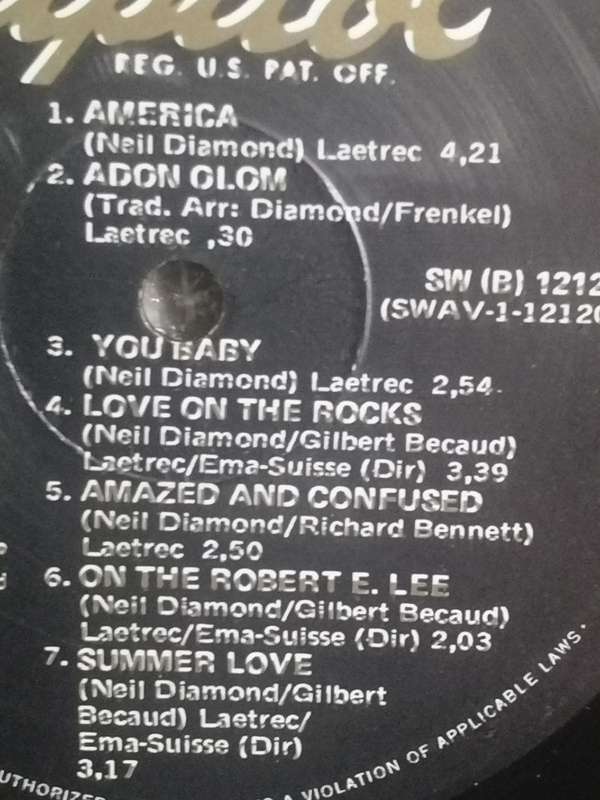 REG. U.S. PAT. OFF.
1. AMERICA
(Neil Diamond) Laetrec 4,21
2. ADON OLOM
(Trad. Arr: Diamond/Frenkel)
Laetrec ,30
SW (B) 1212
(SWAV-1-12120
3. YOU BABY
(Neil Diamond) Laetrec 2,54
4. LOVE ON THE ROCKS
(Neil Diamond/Gilbert Becaud)
Laetrec/Ema-Suisse (Dir) 3,39
5. AMAZED AND CONFUSED
(Neil Diamond/Richard Bennett)
Laetrec 2,50
6. ON THE ROBERT E. LEE
(Neil Diamond/Gilbert Becaud)
Laetrec/Ema-Suisse (Dir) 2,03
7. SUMMER LOVE
(Neil Diamond/Gilbert
Becaud) Laetrec/
Ema-Suisse (Dir)
3,17
A VIOLATION OF APPLICABLE LAWS.